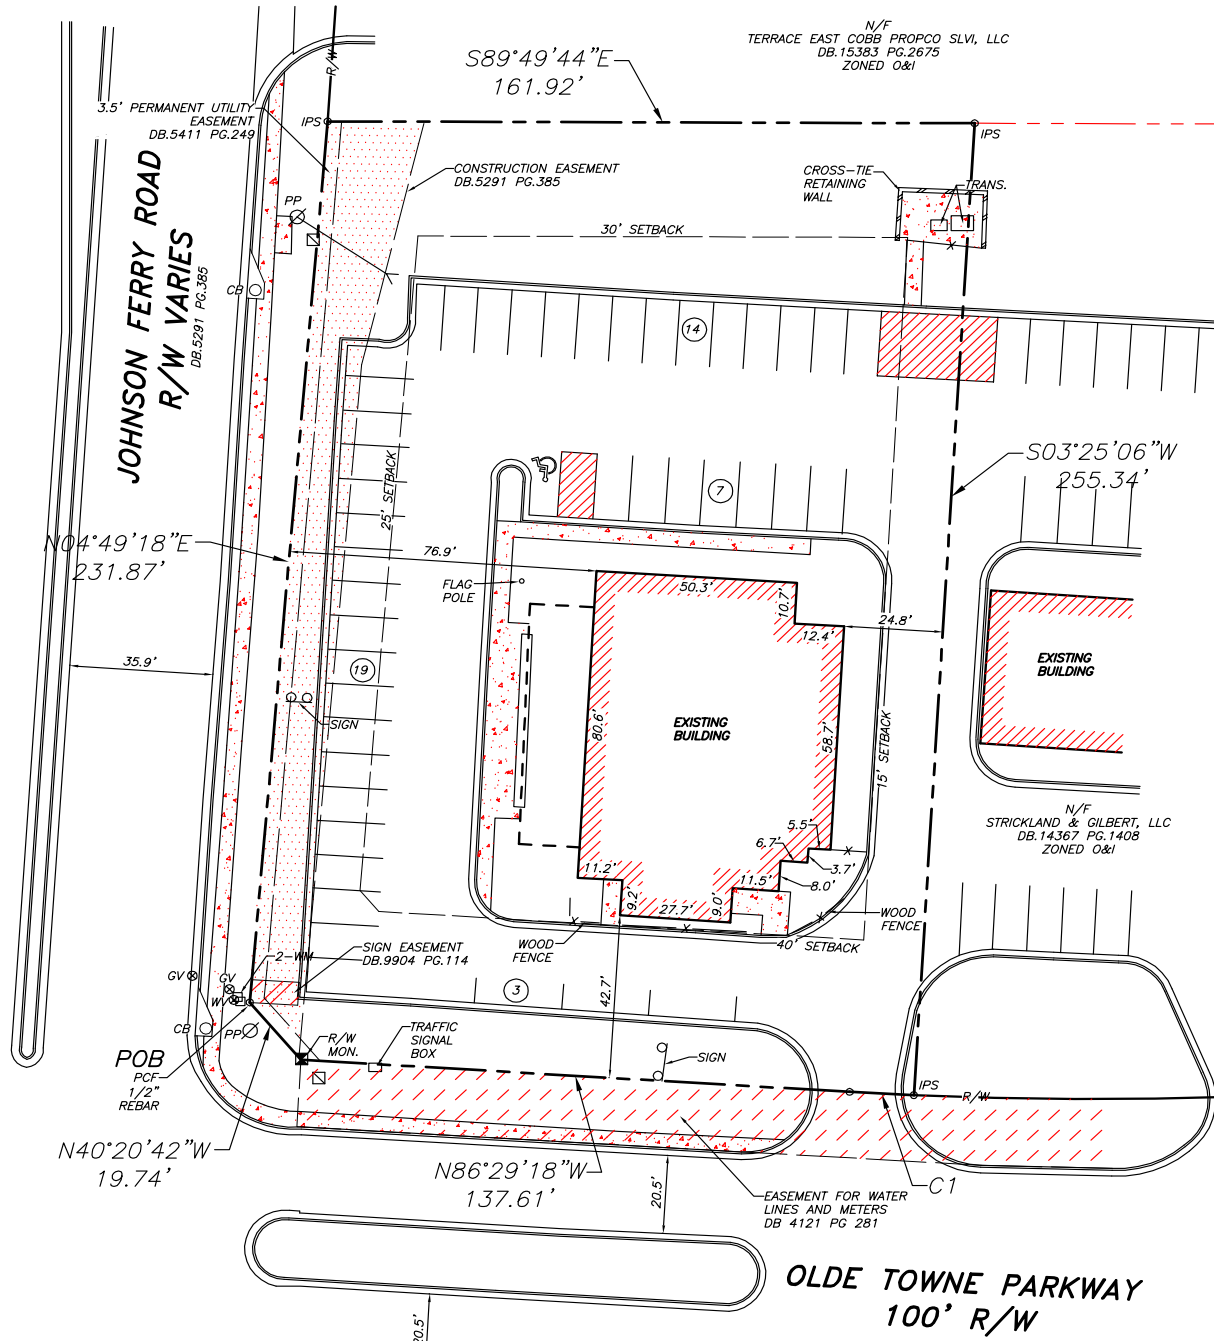 N/F
TERRACE EAST COBB PROPCO SLVI, LLC
DB.15383 PG.2675
ZONED O&I
S89°49'44"E
161.92'
R/W
3.5' PERMANENT UTILITY
EASEMENT
DB.5411 PG.249
IPS
IPS
CONSTRUCTION EASEMENT
DB.5291 PG.385
CROSS-TIE
RETAINING
WALL
TRANS.
JOHNSON FERRY ROAD
R/W VARIES
DB.5291 PG.385
PP
30' SETBACK
X
CB
14
S03°25'06"W
255.34'
25' SETBACK
7
N04°49'18"E
231.87'
76.9'
FLAG
POLE
50.3'
10.7'
12.4'
24.8'
35.9'
19
SIGN
EXISTING
BUILDING
EXISTING
BUILDING
80.6'
58.7'
15' SETBACK
N/F
STRICKLAND & GILBERT, LLC
DB.14367 PG.1408
ZONED O&I
5.5'
6.7'
X
3.7'
11.2'
11.5'
8.0'
9.2'
27.7'
9.0'
X
X
X
WOOD
FENCE
WOOD
FENCE
40' SETBACK
SIGN EASEMENT
DB.9904 PG.114
2-WM
GV
GV
WV
3
42.7'
CB
PP
R/W
MON.
TRAFFIC
SIGNAL
BOX
SIGN
POB
PCF
1/2"
REBAR
IPS
R/W
N40°20'42"W
19.74'
N86°29'18"W
137.61'
20.5'
C1
EASEMENT FOR WATER
LINES AND METERS
DB 4121 PG 281
OLDE TOWNE PARKWAY
100' R/W
20.5'